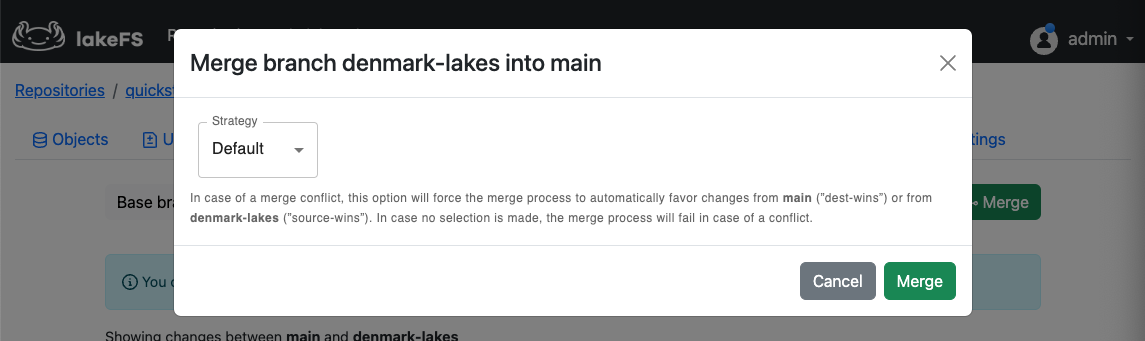 lakeFS
admin
Merge branch denmark-lakes into main
Repositories / quickst
Strategy
Default
Objects
U
tings
In case of a merge conflict, this option will force the merge process to automatically favor changes from main ("dest-wins") or from
denmark-lakes ("source-wins"). In case no selection is made, the merge process will fail in case of a conflict.
Base bra
Merge
Cancel
Merge
You c
Showing changes between main and denmark-lakes